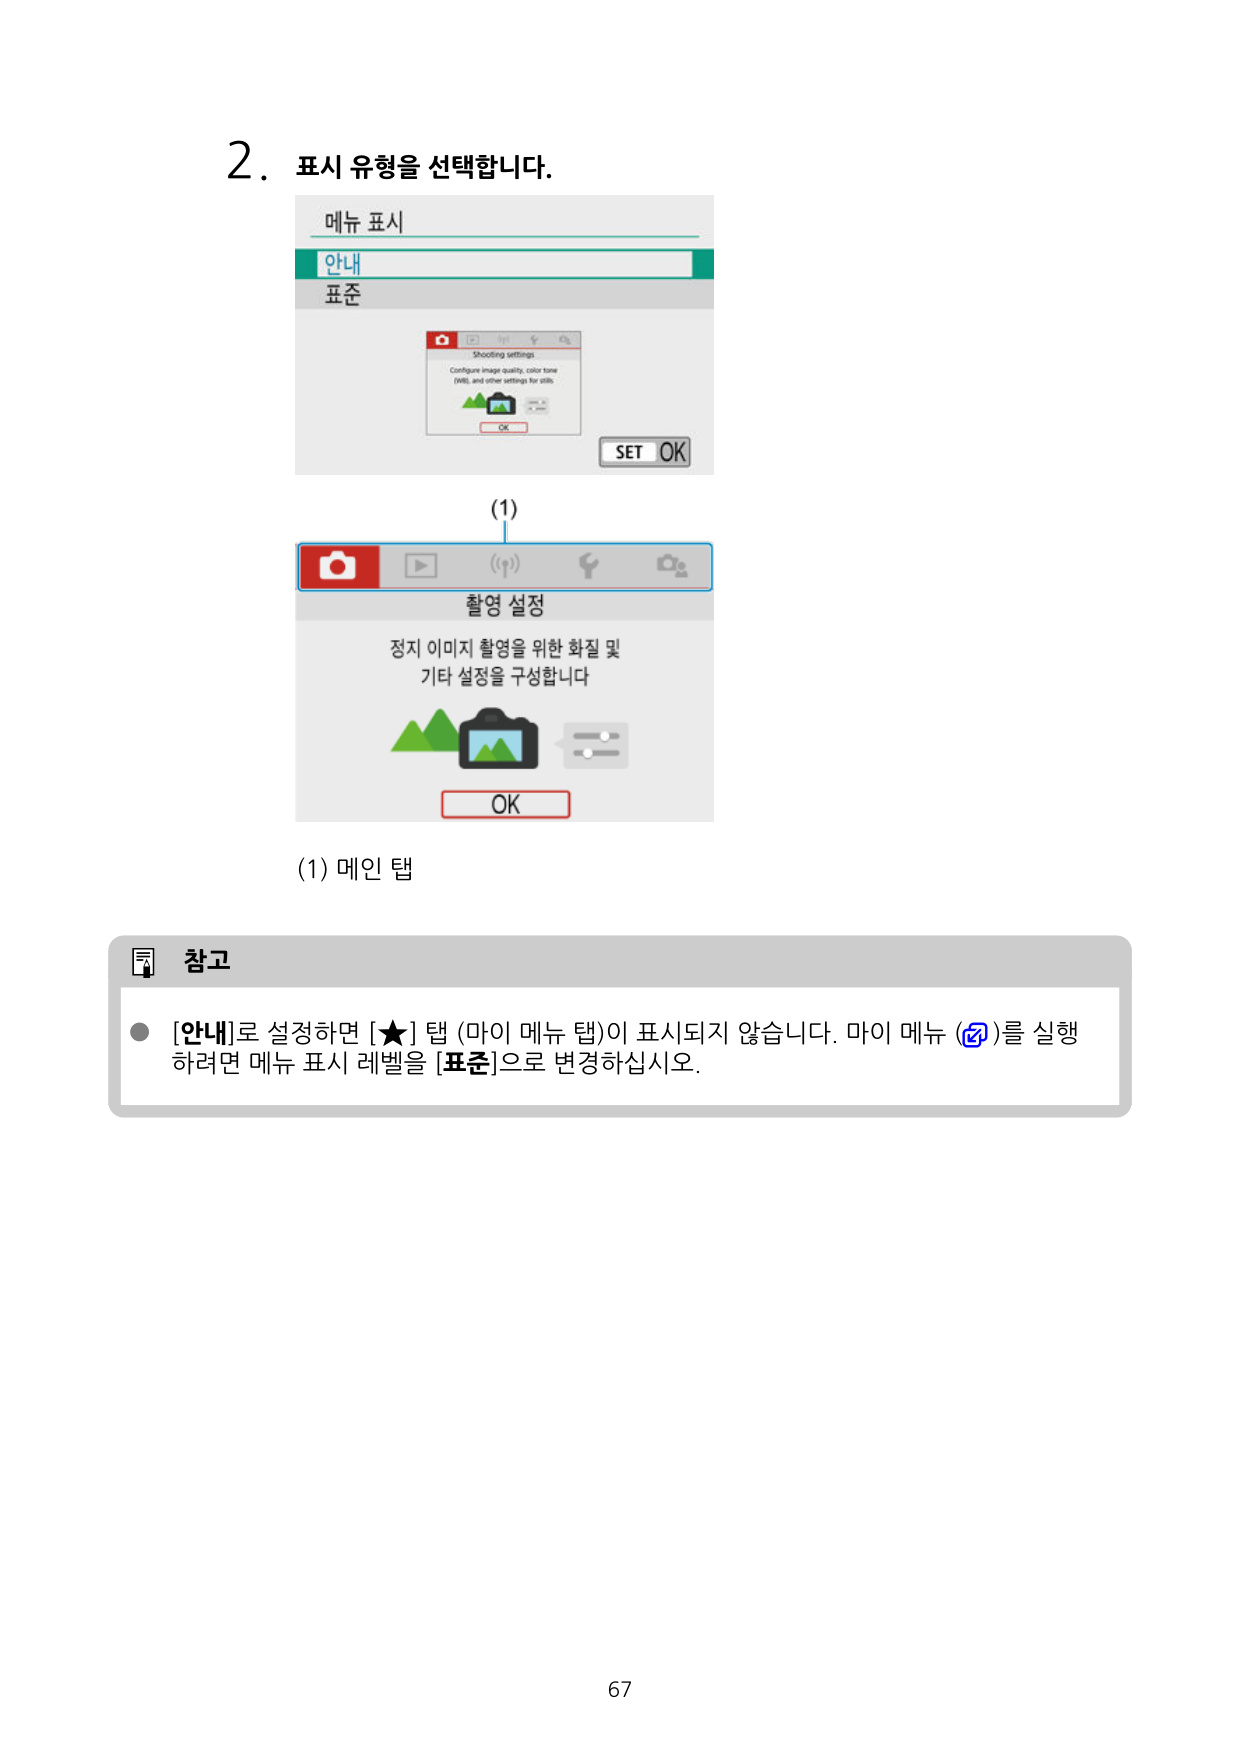 2. 표시 유형을 선택합니다.
메뉴 표시
안내
표준
Shooting settings
Configure image quality, color tone
(WB), and other settings for stills
OK
SET OK
(1)
촬영 설정
정지 이미지 촬영을 위한 화질 및
기타 설정을 구성합니다
OK
(1) 메인 탭
참고
● [안내]로 설정하면 [★] 탭 (마이 메뉴 탭)이 표시되지 않습니다. 마이 메뉴 ()를 실행
하려면 메뉴 표시 레벨을 [표준]으로 변경하십시오.
67